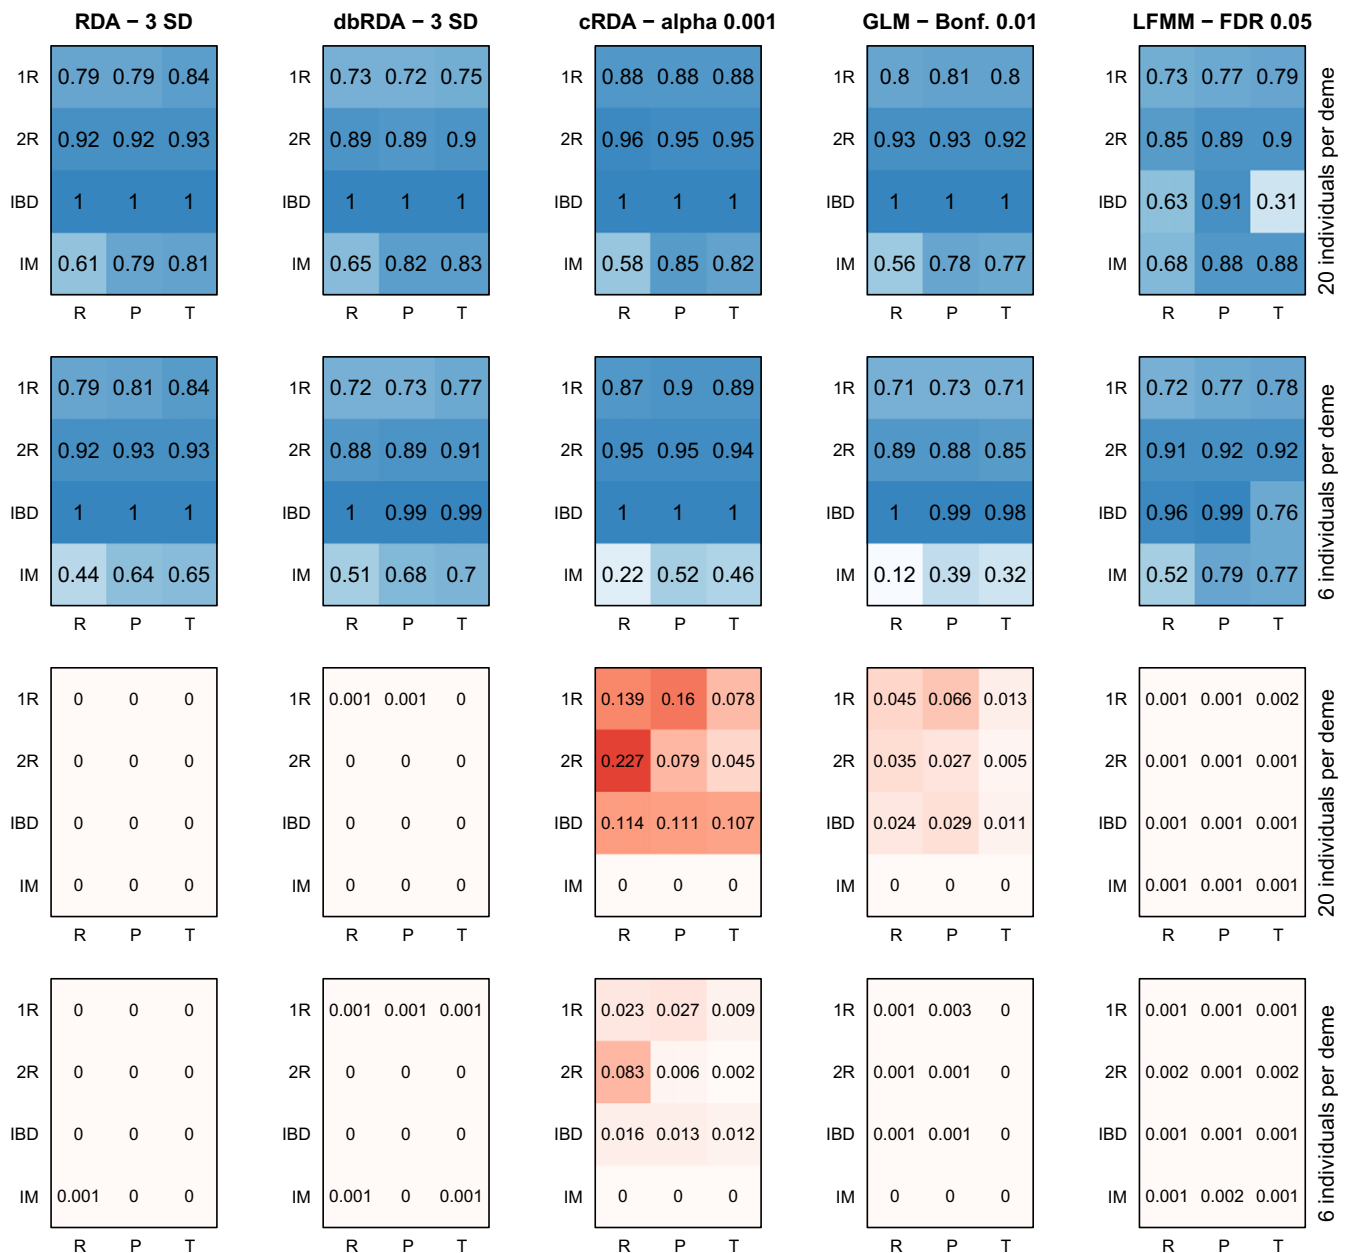 RDA − 3 SD dbRDA − 3 SD cRDA − alpha 0.001 GLM − Bonf. 0.01 LFMM − FDR 0.05
1R 0.79 0.79 0.84 1R 0.73 0.72 0.75 1R 0.88 0.88 0.88 1R 0.8 0.81 0.8 1R 0.73 0.77 0.79
2R 0.92 0.92 0.93 2R 0.89 0.89 0.9 2R 0.96 0.95 0.95 2R 0.93 0.93 0.92 2R 0.85 0.89 0.9
IBD 1 1 1 IBD 1 1 1 IBD 1 1 1 IBD 1 1 1 IBD 0.63 0.91 0.31
IM 0.61 0.79 0.81 IM 0.65 0.82 0.83 IM 0.58 0.85 0.82 IM 0.56 0.78 0.77 IM 0.68 0.88 0.88
R P T R P T R P T R P T R P T
20 individuals per deme
1R 0.79 0.81 0.84 1R 0.72 0.73 0.77 1R 0.87 0.9 0.89 1R 0.71 0.73 0.71 1R 0.72 0.77 0.78
2R 0.92 0.93 0.93 2R 0.88 0.89 0.91 2R 0.95 0.95 0.94 2R 0.89 0.88 0.85 2R 0.91 0.92 0.92
IBD 1 1 1 IBD 1 0.99 0.99 IBD 1 1 1 IBD 1 0.99 0.98 IBD 0.96 0.99 0.76
IM 0.44 0.64 0.65 IM 0.51 0.68 0.7 IM 0.22 0.52 0.46 IM 0.12 0.39 0.32 IM 0.52 0.79 0.77
R P T R P T R P T R P T R P T
6 individuals per deme
1R 0 0 0 1R 0.001 0.001 0 1R 0.139 0.16 0.078 1R 0.045 0.066 0.013 1R 0.001 0.001 0.002
2R 0 0 0 2R 0 0 0 2R 0.227 0.079 0.045 2R 0.035 0.027 0.005 2R 0.001 0.001 0.001
IBD 0 0 0 IBD 0 0 0 IBD 0.114 0.111 0.107 IBD 0.024 0.029 0.011 IBD 0.001 0.001 0.001
IM 0 0 0 IM 0 0 0 IM 0 0 0 IM 0 0 0 IM 0.001 0.001 0.001
R P T R P T R P T R P T R P T
20 individuals per deme
1R 0 0 0 1R 0.001 0.001 0.001 1R 0.023 0.027 0.009 1R 0.001 0.003 0 1R 0.001 0.001 0.001
2R 0 0 0 2R 0 0 0 2R 0.083 0.006 0.002 2R 0.001 0.001 0 2R 0.002 0.001 0.002
IBD 0 0 0 IBD 0 0 0 IBD 0.016 0.013 0.012 IBD 0.001 0.001 0 IBD 0.001 0.001 0.001
IM 0.001 0 0 IM 0.001 0 0.001 IM 0 0 0 IM 0 0 0 IM 0.001 0.002 0.001
R P T R P T R P T R P T R P T
6 individuals per deme